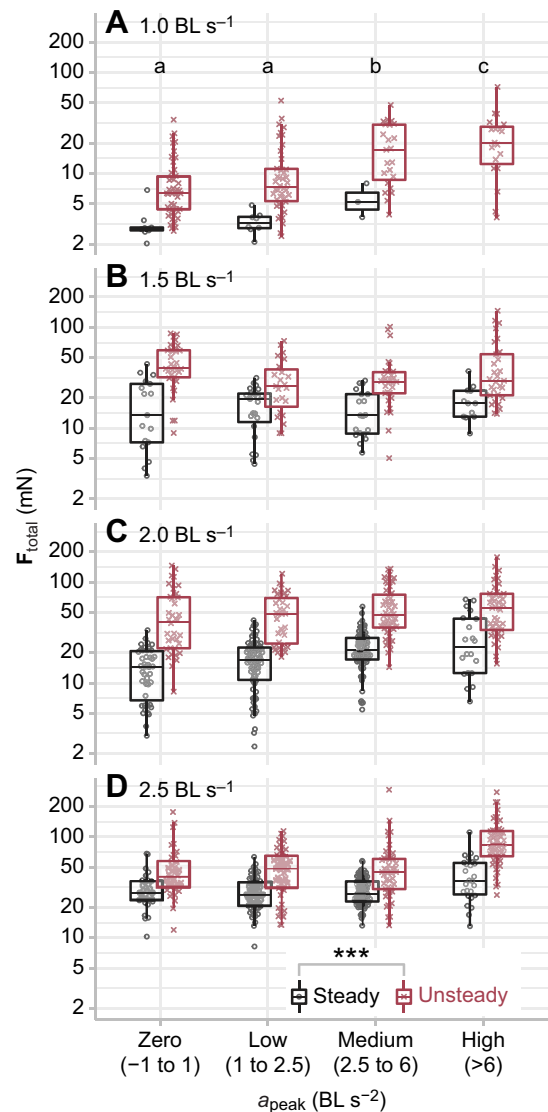 A 1.0 BL s⁻¹
200
a a b c
100
50
20
10
5
2
B 1.5 BL s⁻¹
200
100
50
20
10
5
2
F_total (mN)
C 2.0 BL s⁻¹
200
100
50
20
10
5
2
D 2.5 BL s⁻¹
200
100
50
20
10
5
2
***
Steady Unsteady
Zero Low Medium High
(−1 to 1) (1 to 2.5) (2.5 to 6) (>6)
a_peak (BL s⁻²)